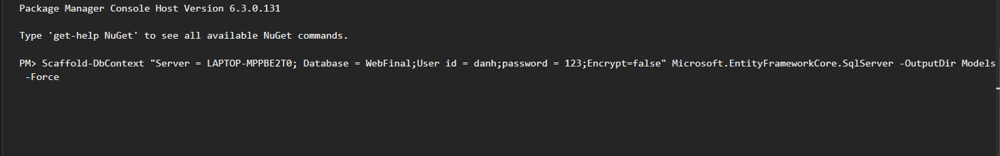 Package Manager Console Host Version 6.3.0.131
Type 'get-help NuGet' to see all available NuGet commands.
PM> Scaffold-DbContext "Server = LAPTOP-MPPBE2T0; Database = WebFinal;User id = danh;password = 123;Encrypt=false" Microsoft.EntityFrameworkCore.SqlServer -OutputDir Models
-Force